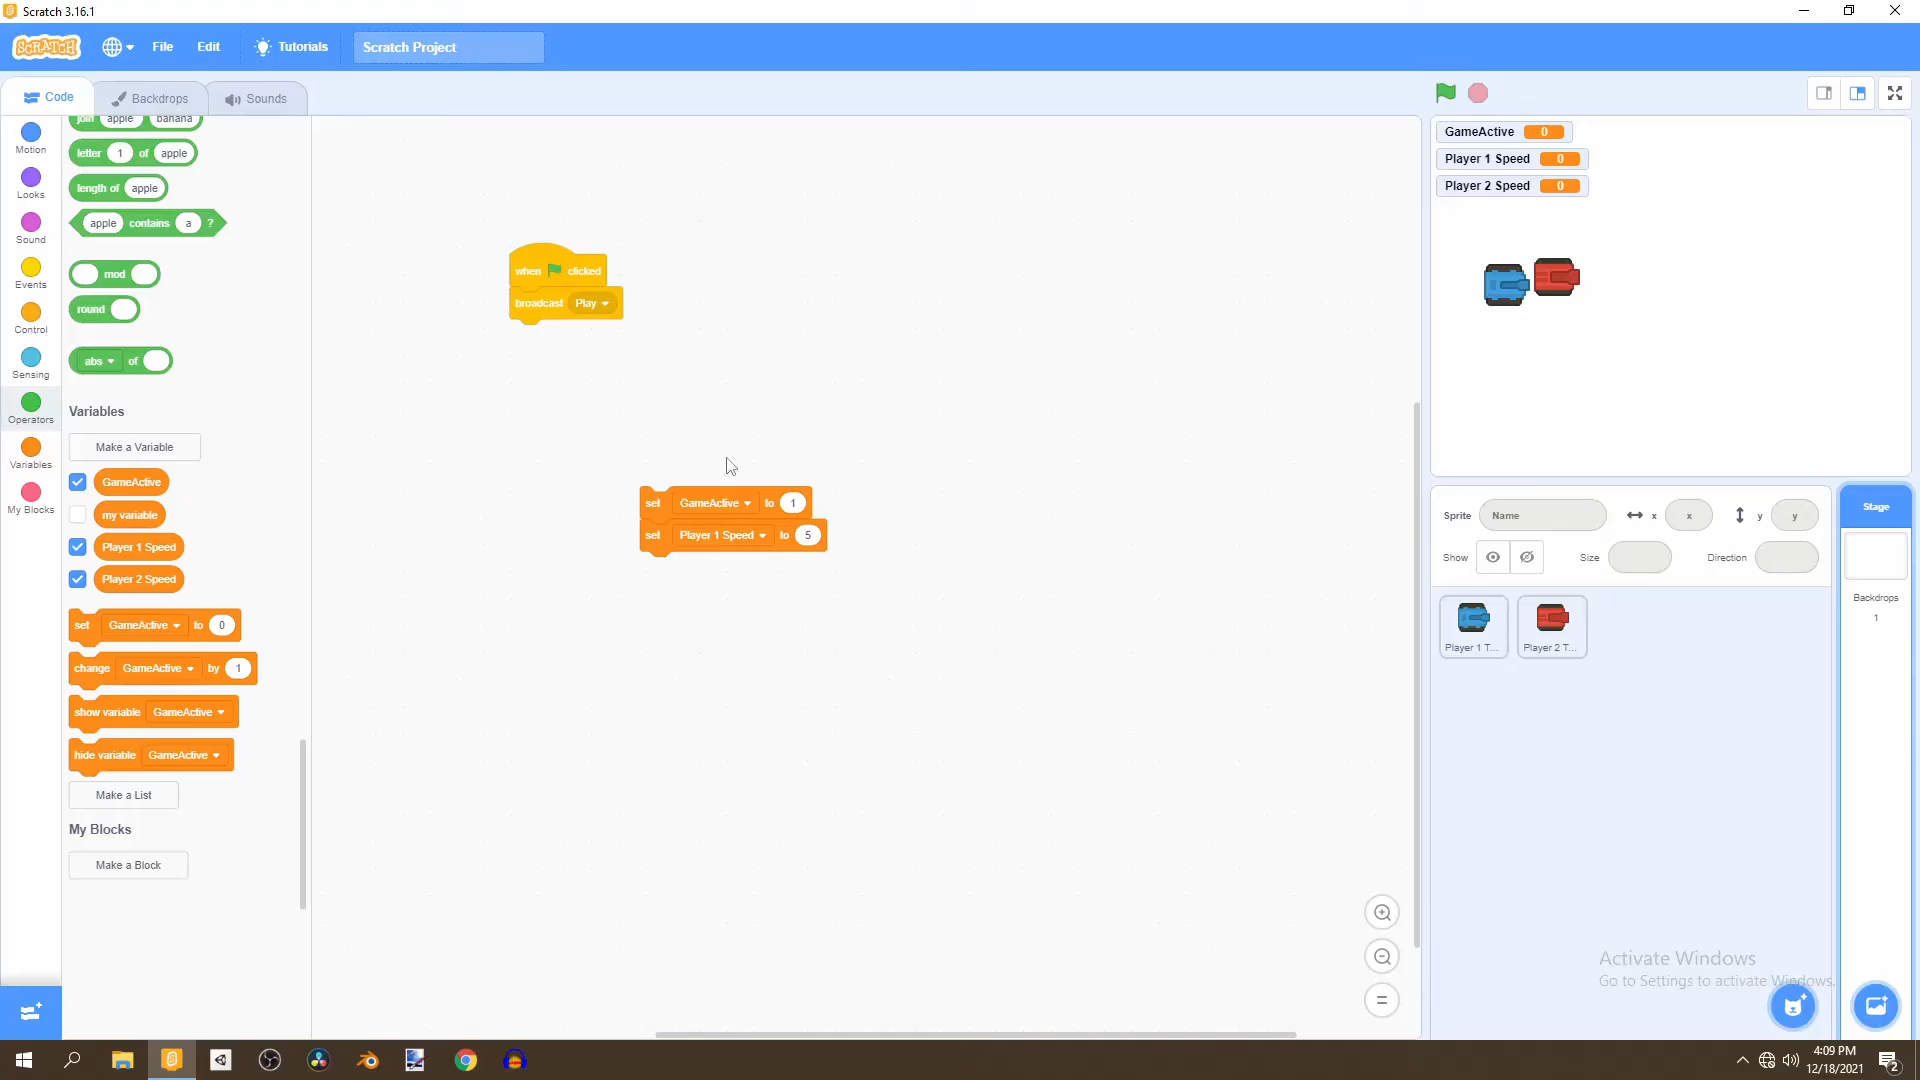 Scratch 3.16.1
SCRATCH File Edit Tutorials Scratch Project
Code Backdrops Sounds
Motion
Looks
Sound
Events
Control
Sensing
Operators
Variables
My Blocks
join apple banana
letter 1 of apple
length of apple
apple contains a ?
mod
round
abs of
Variables
Make a Variable
GameActive
my variable
Player 1 Speed
Player 2 Speed
set GameActive to 0
change GameActive by 1
show variable GameActive
hide variable GameActive
Make a List
My Blocks
Make a Block
when clicked
broadcast Play
set GameActive to 1
set Player 1 Speed to 5
GameActive 0
Player 1 Speed 0
Player 2 Speed 0
Sprite Name x x y y
Show Size Direction
Player 1 T... Player 2 T...
Stage
Backdrops
1
Activate Windows
Go to Settings to activate Windows.
4:09 PM
12/18/2021
2